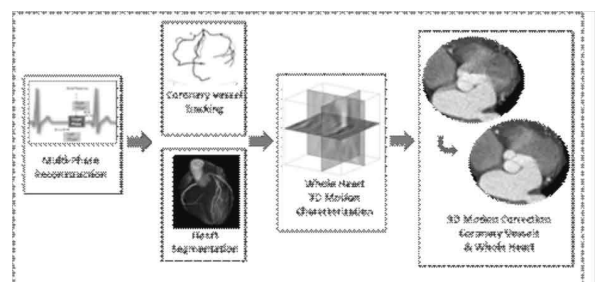 Multi-Phase
Reconstruction
Coronary Vessel
Tracking
Heart
Segmentation
Whole Heart
3D Motion
Characterization
3D Motion Correction
Coronary Vessels
& Whole Heart